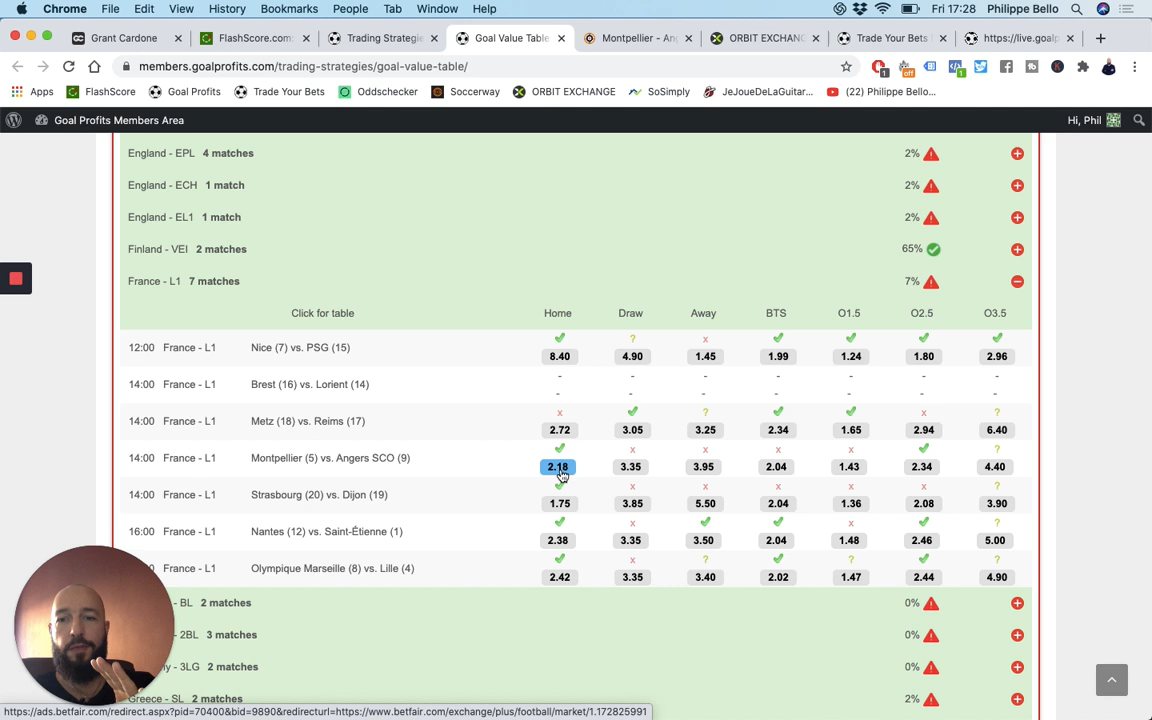 Chrome File Edit View History Bookmarks People Tab Window Help Fri 17:28 Philippe Bello
Grant Cardone FlashScore.com: Trading Strategie Goal Value Table Montpellier - Ang ORBIT EXCHANG Trade Your Bets https://live.goalp
members.goalprofits.com/trading-strategies/goal-value-table/
Apps FlashScore Goal Profits Trade Your Bets Oddschecker Soccerway ORBIT EXCHANGE SoSimply JeJoueDeLaGuitar... (22) Philippe Bello...
Goal Profits Members Area Hi, Phil
England - EPL 4 matches 2%
England - ECH 1 match 2%
England - EL1 1 match 2%
Finland - VEI 2 matches 65%
France - L1 7 matches 7%
Click for table Home Draw Away BTS O1.5 O2.5 O3.5
? x
12:00 France - L1 Nice (7) vs. PSG (15)
8.40 4.90 1.45 1.99 1.24 1.80 2.96
- - - - - - -
14:00 France - L1 Brest (16) vs. Lorient (14)
- - - - - - -
x ? x ?
14:00 France - L1 Metz (18) vs. Reims (17)
2.72 3.05 3.25 2.34 1.65 2.94 6.40
x x x x ?
14:00 France - L1 Montpellier (5) vs. Angers SCO (9)
2.18 3.35 3.95 2.04 1.43 2.34 4.40
x x x x x ?
14:00 France - L1 Strasbourg (20) vs. Dijon (19)
1.75 3.85 5.50 2.04 1.36 2.08 3.90
x x ?
16:00 France - L1 Nantes (12) vs. Saint-Étienne (1)
2.38 3.35 3.50 2.04 1.48 2.46 5.00
x ? ? ?
0 France - L1 Olympique Marseille (8) vs. Lille (4)
2.42 3.35 3.40 2.02 1.47 2.44 4.90
- BL 2 matches 0%
- 2BL 3 matches 0%
y - 3LG 2 matches 0%
Greece - SL 2 matches 2%
https://ads.betfair.com/redirect.aspx?pid=70400&bid=9890&redirecturl=https://www.betfair.com/exchange/plus/football/market/1.172825991